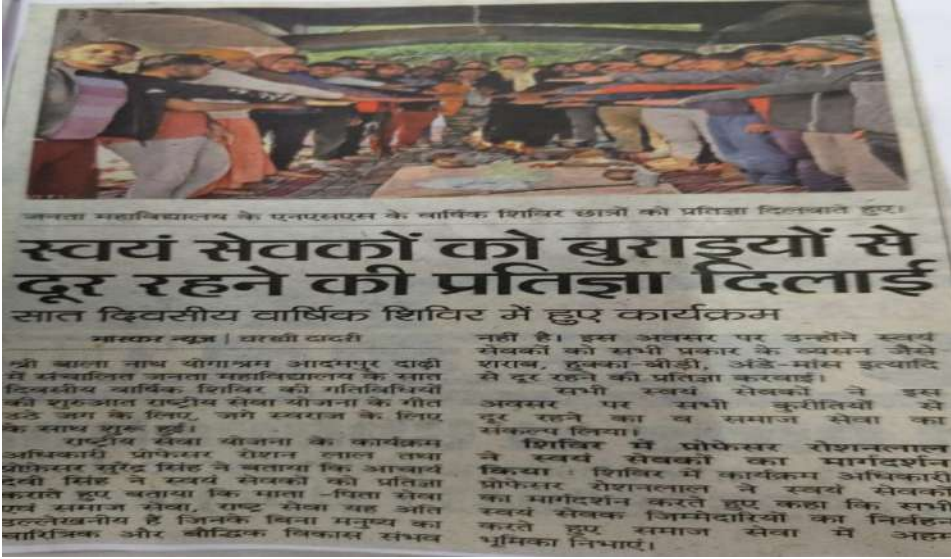 जनता महाविद्यालय के एनएसएस के वार्षिक शिविर छात्रों को प्रतिज्ञा दिलवाते हुए।
स्वयं सेवकों को बुराइयों से
दूर रहने की प्रतिज्ञा दिलाई
सात दिवसीय वार्षिक शिविर में हुए कार्यक्रम
भास्कर न्यूज | चरखी दादरी
श्री बाला नाथ योगाश्रम आदमपुर दाढ़ी
में संचालित जनता महाविद्यालय के सात
दिवसीय वार्षिक शिविर की गतिविधियों
की शुरुआत राष्ट्रीय सेवा योजना के गीत
उठे जग के लिए, जगे स्वराज के लिए
के साथ शुरू हुई।
राष्ट्रीय सेवा योजना के कार्यक्रम
अधिकारी प्रोफेसर रोशन लाल तथा
प्रोफेसर सुरेंद्र सिंह ने बताया कि आचार्य
देवी सिंह ने स्वयं सेवकों को प्रतिज्ञा
कराते हुए बताया कि माता -पिता सेवा
एवं समाज सेवा, राष्ट्र सेवा यह अति
उल्लेखनीय है जिनके बिना मनुष्य का
चारित्रिक और बौद्धिक विकास संभव
नहीं है। इस अवसर पर उन्होंने स्वयं
सेवकों को सभी प्रकार के व्यसन जैसे
शराब, हुक्का-बीड़ी, अंडे-मांस इत्यादि
से दूर रहने की प्रतिज्ञा करवाई।
सभी स्वयं सेवकों ने इस
अवसर पर सभी कुरीतियों से
दूर रहने का व समाज सेवा का
संकल्प लिया।
शिविर में प्रोफेसर रोशनलाल
ने स्वयं सेवकों का मार्गदर्शन
किया शिविर में कार्यक्रम अधिकारी
प्रोफेसर रोशनलाल ने स्वयं सेवकों
का मार्गदर्शन करते हुए कहा कि सभी
स्वयं सेवक जिम्मेदारियों का निर्वहन
करते हुए समाज सेवा में अहम
भूमिका निभाएं।